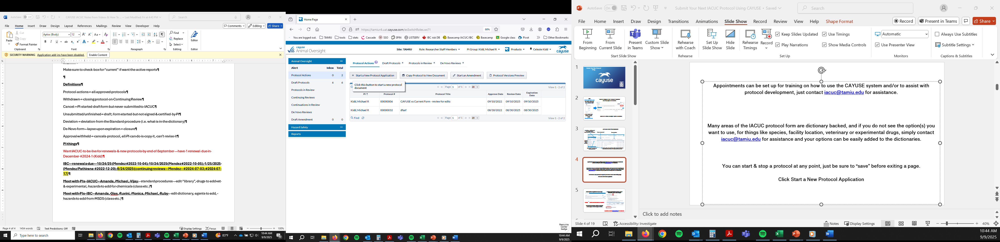 AutoSave Off CAYUSE IACUC Notes from Videos & How To ... • Last Modified: Fri at 4:43 PM
Search
File Home Insert Draw Design Layout References Mailings Review View Developer Help Comments Editing Share
Paste Cut Copy Format Painter
Aptos (Body) 12
Find Replace Select Editor
Clipboard Font Paragraph Editing Editor
SECURITY WARNING Application add-ins have been disabled. Enable Content
Make sure to check box for “current” if want the active reports¶
¶
Definitions¶
Protocol actions = all approved protocols¶
Withdrawn = closing protocol on Continuing Review¶
Cancel = PI started draft form but never submitted to IACUC¶
Unsubmitted/unfinished = draft; form started but not signed & certified by PI¶
Deviation = deviation from the Standard procedure (i.e. what is in the dictionary)¶
De Novo form – lapse upon expiration = closure¶
Approval withheld = cancels protocol, all PI can do is copy it, can’t revise it¶
PI things¶
Want IACUC to be live for renewals & new protocols by end of September – have 1 renewal due in
December #2024-1 (Kidd)¶
IBC – renewals due – 10/24/25 (Mendez #2022-10-04); 10/24/2025 (Mendez #2022-10-05); 1/25/2025
(Mendez/Pathirana #2022-12-20); 9/24/2025 (continuing reviews – Mendez – #2024-07-03; #2024-07-
17)¶
Meet with PIs – IACUC – Amanda, Michael, Vijay – standard procedures – edit “library”, drugs to add vet
& experimental, hazards to add for chemicals (class etc.)¶
Meet with PIs – IBC – Amanda, Gias, Ruvini, Monica, Michael, Ruby – edit dictionary, agents to add,
hazards to add from MSDS (class etc.)¶
Page 4 of 4 1454 words Text Predictions: Off Display Settings Focus 100%
Type here to search 83°F 10:44 AM
9/9/2025
Home Page
https://tamiur4.uat.cayuse.com/esSwitchRoles.wc?1 80%
You are logged out. TAMIU tools stats Cascade SSO SPIN LISTSERV IBC risk DB Basecamp IACUC/IBC Basecamp Google class Pivot Other Bookmarks
cayuse
Animal Oversight
Site: TAMIU Role: Researcher Staff Members PI Group: Kidd, Michael R Products Celeste Kidd cayuse
Animal Oversight
Alert Inbox Total
Protocol Actions 0 2
Draft Protocols 6 6
Protocols in Review
Continuing Reviews
Continuations in Review
De Novo Reviews
Draft Amendment 0 0
Hazard Safety
Reports
Protocol Actions Draft Protocols Protocols in Review De Novo Reviews
Start a New Protocol Application Copy Protocol to New Document Start an Amendment Protocol Versions Preview
Click this button to start a new protocol
document
Page 1 of 1 20 View 1 - 2 of 2
PI Protocol # Protocol Title Approve Date Review Date Expiration
Date
Kidd, Michael R 00000006 CAYUSE vs Current Form - review for edits 09/10/2022 09/10/2025 09/10/2025
Kidd, Michael R 00000032 dfasf 08/30/2022 08/30/2025 08/30/2025
Find Page 1 of 1 20 View 1 - 2 of 2
Resource
Center
badge
10:44 AM
9/9/2025
AutoSave On Submit Your Next IACUC Protocol Using CAYUSE • Saved
Search
File Home Insert Draw Design Transitions Animations Slide Show Record Review View Help Shape Format Record Present in Teams Share
From Beginning
From Current Slide
Present in Teams
Custom Slide Show
Rehearse with Coach
Set Up Slide Show
Hide Slide
Rehearse Timings
Record
Keep Slides Updated
Play Narrations
Use Timings
Show Media Controls
Automatic
Use Presenter View
Always Use Subtitles
Subtitle Settings
Start Slide Show Rehearse Set Up Monitors Captions & Subtitles
1
cayuse
2
3
4
5
Appointments can be set up for training on how to use the CAYUSE system and/or to assist with
protocol development, just contact iacuc@tamiu.edu for assistance.
Many areas of the IACUC protocol form are dictionary backed, and if you do not see the option(s) you
want to use, for things like species, facility location, veterinary or experimental drugs, simply contact
iacuc@tamiu.edu for assistance and your options can be easily added to the dictionaries.
You can start & stop a protocol at any point, just be sure to “save” before exiting a page.
Click Start a New Protocol Application
Click to add notes
Slide 4 of 19 Accessibility: Investigate Notes Display Settings 40%
10:44 AM
9/9/2025